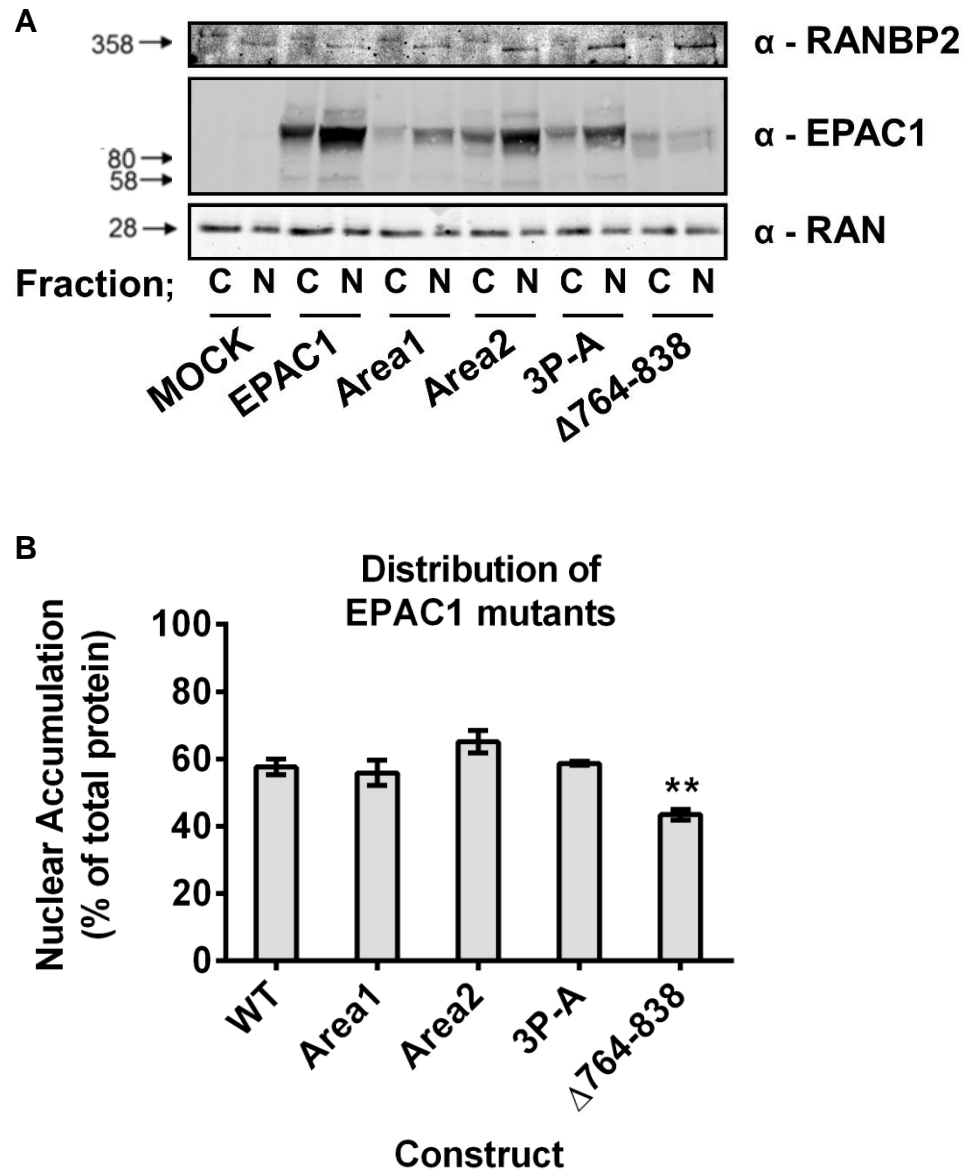 A
358
α - RANBP2
α - EPAC1
80
58
28
α - RAN
Fraction; C N C N C N C N C N C N
MOCK
EPAC1
Area1
Area2
3P-A
Δ764-838
B
Distribution of
EPAC1 mutants
Nuclear Accumulation
(% of total protein)
100
80
60
40
20
0
**
WT
Area1
Area2
3P-A
Δ764-838
Construct